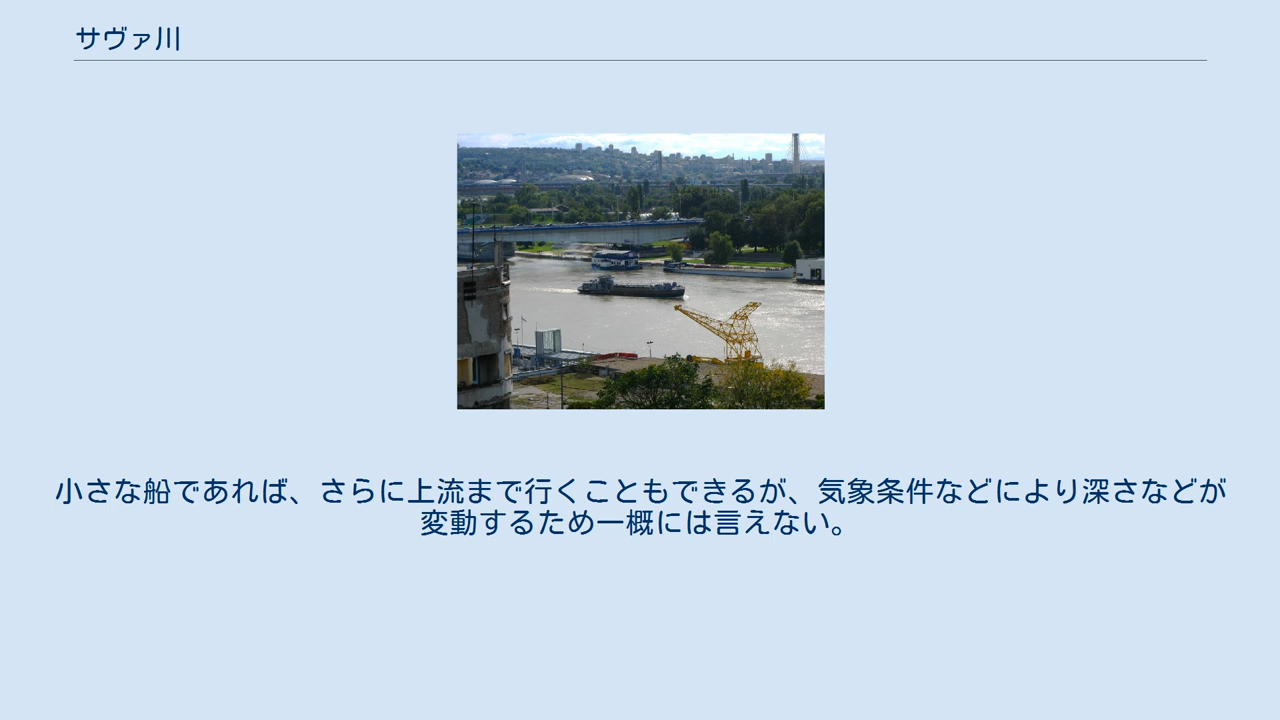 サヴァ川
小さな船であれば、さらに上流まで行くこともできるが、気象条件などにより深さなどが
変動するため一概には言えない。